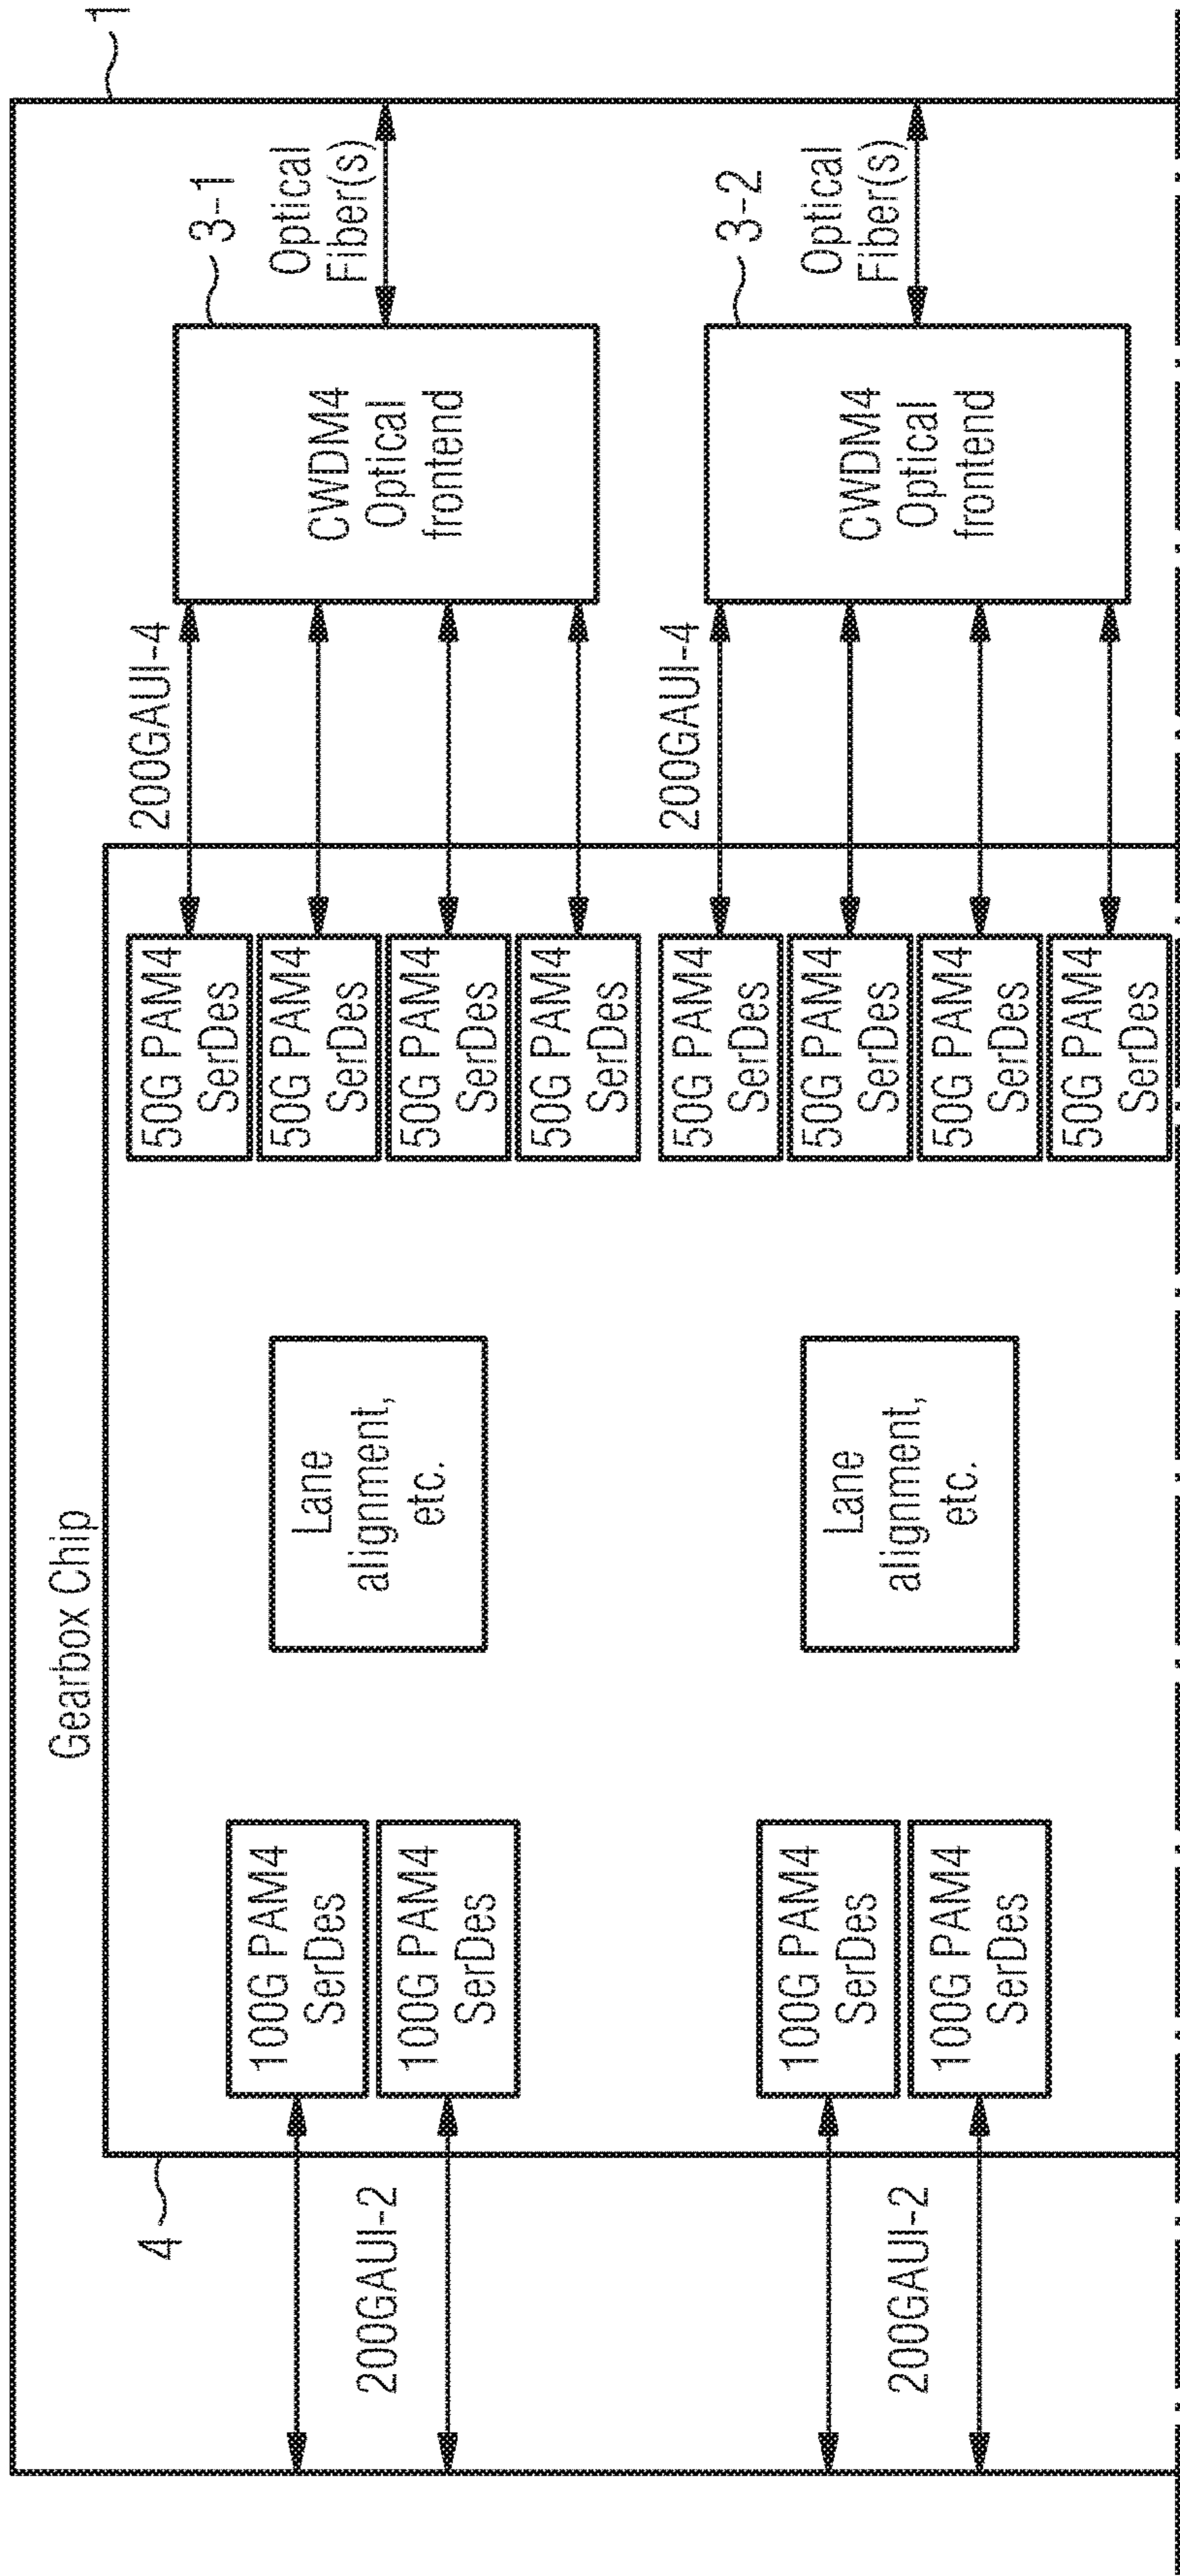 1
Gearbox Chip
4
200GAUI-2
100G PAM4
SerDes
100G PAM4
SerDes
Lane
alignment,
etc.
50G PAM4
SerDes
50G PAM4
SerDes
50G PAM4
SerDes
50G PAM4
SerDes
200GAUI-4
CWDM4
Optical
frontend
3-1
Optical
Fiber(s)
200GAUI-2
100G PAM4
SerDes
100G PAM4
SerDes
Lane
alignment,
etc.
50G PAM4
SerDes
50G PAM4
SerDes
50G PAM4
SerDes
50G PAM4
SerDes
200GAUI-4
CWDM4
Optical
frontend
3-2
Optical
Fiber(s)